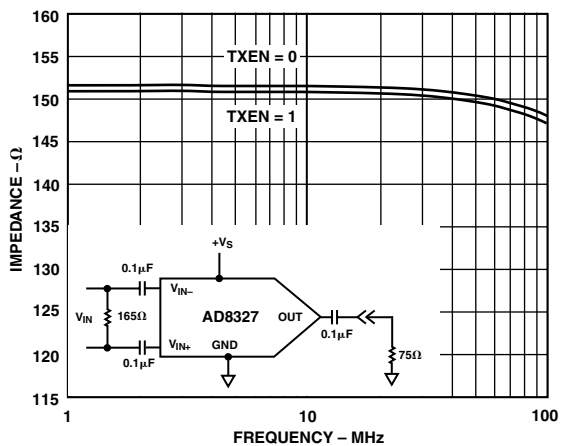 160
155
150
145
140
135
130
125
120
115
IMPEDANCE – Ω
TXEN = 0
TXEN = 1
+VS
0.1μF
VIN–
VIN
165Ω
AD8327
OUT
0.1μF
VIN+
GND
0.1μF
75Ω
1
10
100
FREQUENCY – MHz